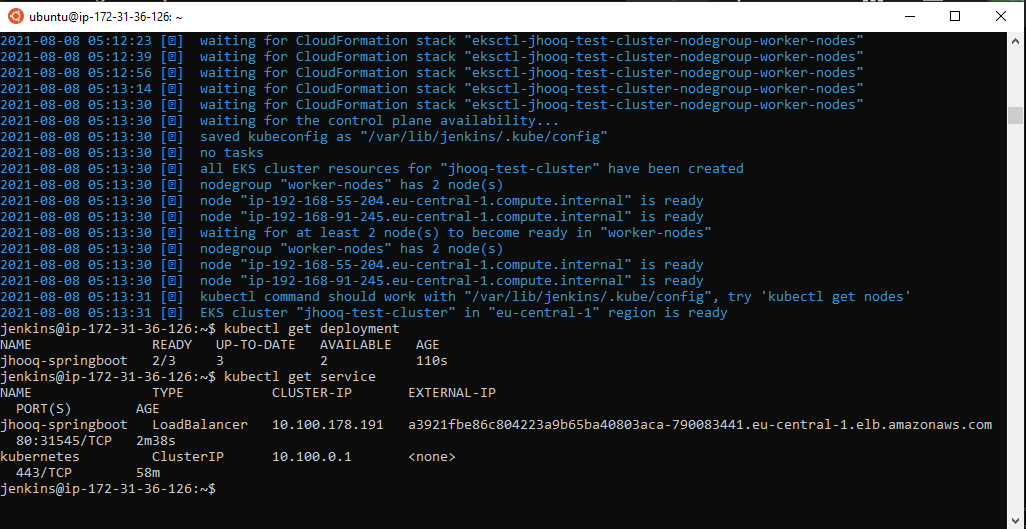 ubuntu@ip-172-31-36-126: ~
2021-08-08 05:12:23 [ℹ]  waiting for CloudFormation stack "eksctl-jhooq-test-cluster-nodegroup-worker-nodes"
2021-08-08 05:12:39 [ℹ]  waiting for CloudFormation stack "eksctl-jhooq-test-cluster-nodegroup-worker-nodes"
2021-08-08 05:12:56 [ℹ]  waiting for CloudFormation stack "eksctl-jhooq-test-cluster-nodegroup-worker-nodes"
2021-08-08 05:13:14 [ℹ]  waiting for CloudFormation stack "eksctl-jhooq-test-cluster-nodegroup-worker-nodes"
2021-08-08 05:13:30 [ℹ]  waiting for CloudFormation stack "eksctl-jhooq-test-cluster-nodegroup-worker-nodes"
2021-08-08 05:13:30 [ℹ]  waiting for the control plane availability...
2021-08-08 05:13:30 [ℹ]  saved kubeconfig as "/var/lib/jenkins/.kube/config"
2021-08-08 05:13:30 [ℹ]  no tasks
2021-08-08 05:13:30 [ℹ]  all EKS cluster resources for "jhooq-test-cluster" have been created
2021-08-08 05:13:30 [ℹ]  nodegroup "worker-nodes" has 2 node(s)
2021-08-08 05:13:30 [ℹ]  node "ip-192-168-55-204.eu-central-1.compute.internal" is ready
2021-08-08 05:13:30 [ℹ]  node "ip-192-168-91-245.eu-central-1.compute.internal" is ready
2021-08-08 05:13:30 [ℹ]  waiting for at least 2 node(s) to become ready in "worker-nodes"
2021-08-08 05:13:30 [ℹ]  nodegroup "worker-nodes" has 2 node(s)
2021-08-08 05:13:30 [ℹ]  node "ip-192-168-55-204.eu-central-1.compute.internal" is ready
2021-08-08 05:13:30 [ℹ]  node "ip-192-168-91-245.eu-central-1.compute.internal" is ready
2021-08-08 05:13:31 [ℹ]  kubectl command should work with "/var/lib/jenkins/.kube/config", try 'kubectl get nodes'
2021-08-08 05:13:31 [ℹ]  EKS cluster "jhooq-test-cluster" in "eu-central-1" region is ready
jenkins@ip-172-31-36-126:~$ kubectl get deployment
NAME               READY   UP-TO-DATE   AVAILABLE   AGE
jhooq-springboot   2/3     3            2           110s
jenkins@ip-172-31-36-126:~$ kubectl get service
NAME               TYPE           CLUSTER-IP       EXTERNAL-IP
  PORT(S)        AGE
jhooq-springboot   LoadBalancer   10.100.178.191   a3921fbe86c804223a9b65ba40803aca-790083441.eu-central-1.elb.amazonaws.com
  80:31545/TCP   2m38s
kubernetes         ClusterIP      10.100.0.1       <none>
  443/TCP        58m
jenkins@ip-172-31-36-126:~$